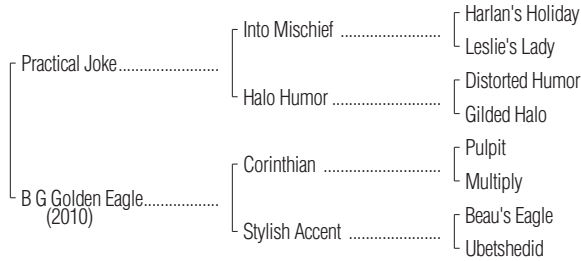 Harlan's Holiday
Into Mischief ....................
Leslie's Lady
Practical Joke ....................
Distorted Humor
Halo Humor ......................
Gilded Halo
Pulpit
Corinthian ........................
Multiply
B G Golden Eagle ...............
(2010)
Beau's Eagle
Stylish Accent ..................
Ubetshedid